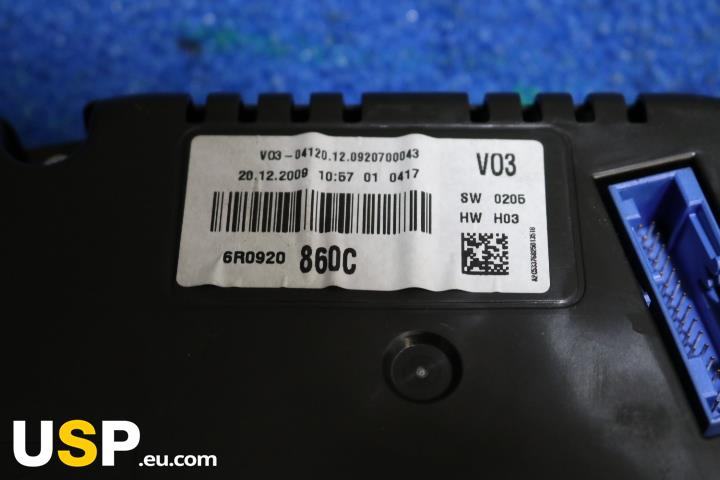 V03-04120.12.0920700043
20.12.2009 10:57 01 0417
6R0920 860C
V03
SW 0205
HW H03
USP.eu.com